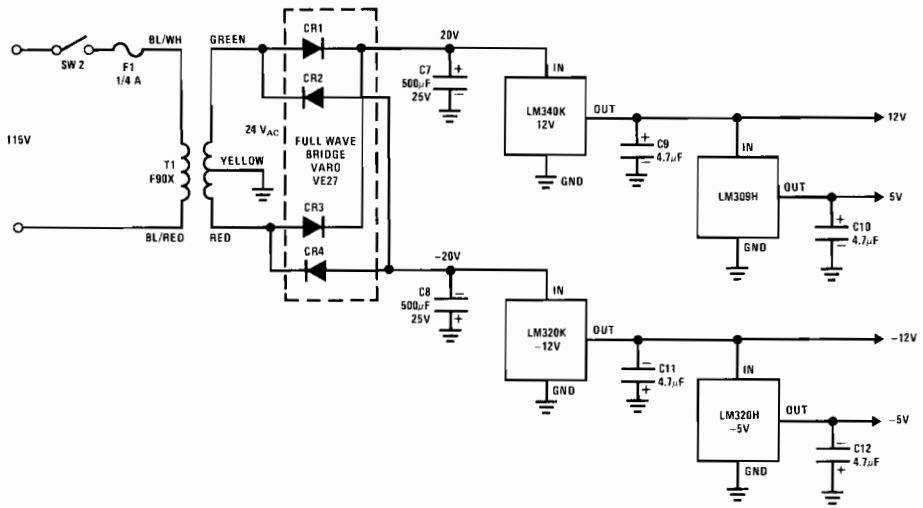 115V
SW 2
F1
1/4 A
BL/WH
BL/RED
T1
F90X
GREEN
24 VAC
YELLOW
RED
CR1
CR2
FULL WAVE
BRIDGE
VARO
VE27
CR3
CR4
20V
C7
500µF
25V
+
−
IN
LM340K
12V
OUT
GND
+
−
C9
4.7µF
12V
IN
LM309H
OUT
GND
5V
+
−
C10
4.7µF
−20V
C8
500µF
25V
−
+
IN
LM320K
−12V
OUT
GND
−
+
C11
4.7µF
−12V
IN
LM320H
−5V
OUT
GND
−5V
−
+
C12
4.7µF